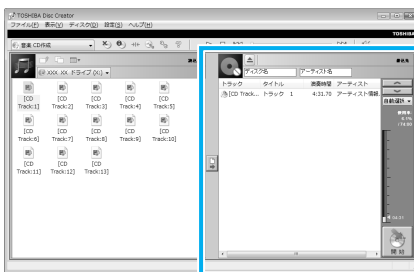 TOSHIBA Disc Creator
ファイル(F) 表示(V) ディスク(D) 設定(S) ヘルプ(H)
音楽 CD作成
TOSHIBA
XXX. XX. ドライブ (X:)
[CD Track:1] [CD Track:2] [CD Track:3] [CD Track:4] [CD Track:5]
[CD Track:6] [CD Track:7] [CD Track:8] [CD Track:9] [CD Track:10]
[CD Track:11] [CD Track:12] [CD Track:13]
ディスク名 アーティスト名
トラック タイトル 演奏時間 アーティスト
[CD Track... トラック 1 4:31.70 アーティスト情報.
自動選択
開始